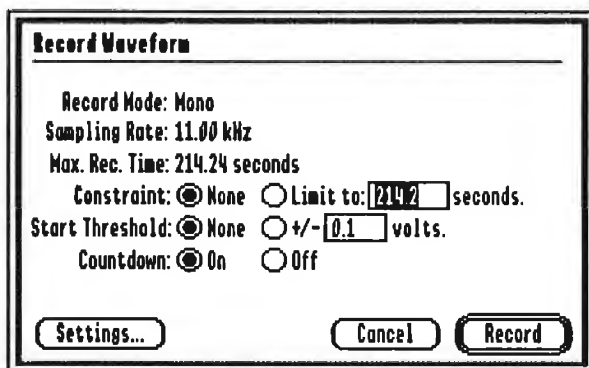 Record Waveform
Record Mode: Mono
Sampling Rate: 11.00 kHz
Max. Rec. Time: 214.24 seconds
Constraint: None Limit to: 214.2 seconds.
Start Threshold: None +/- 0.1 volts.
Countdown: On Off
Settings... Cancel Record